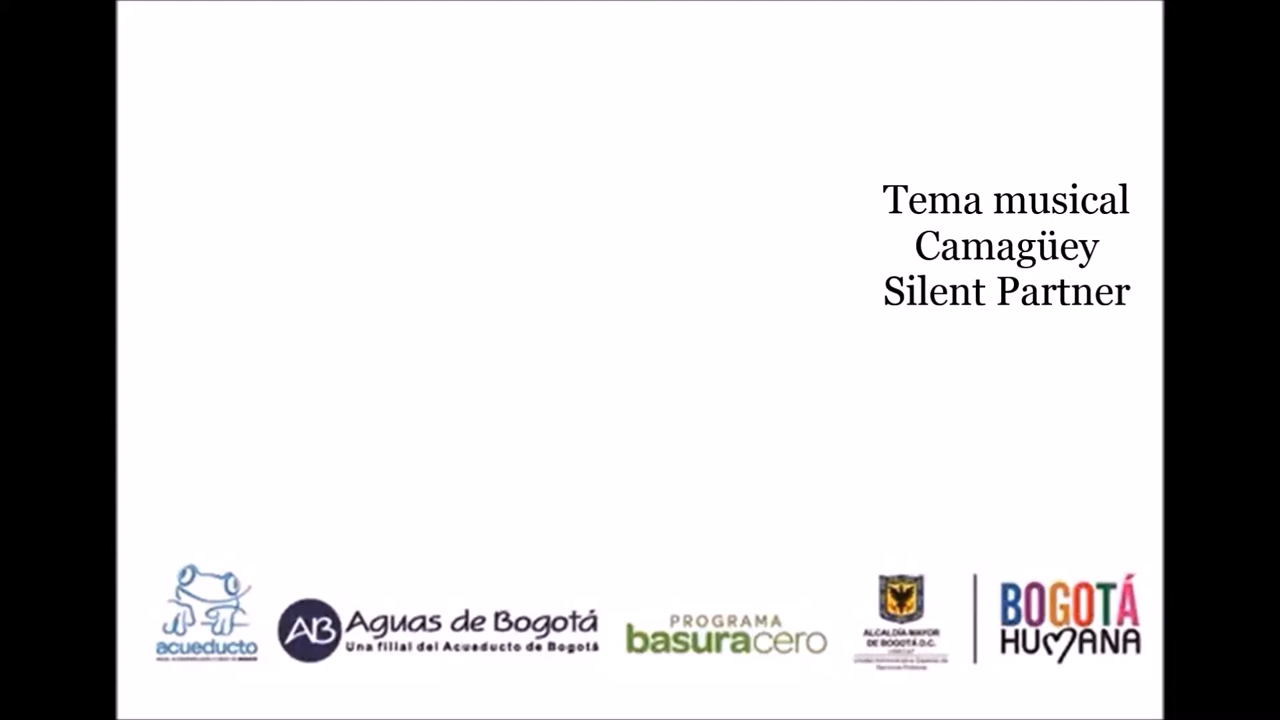 Tema musical
Camagüey
Silent Partner
acueducto
AB
Aguas de Bogotá
Una filial del Acueducto de Bogotá
PROGRAMA
basuracero
ALCALDÍA MAYOR
DE BOGOTÁ D.C.
BOGOTÁ
HUMANA